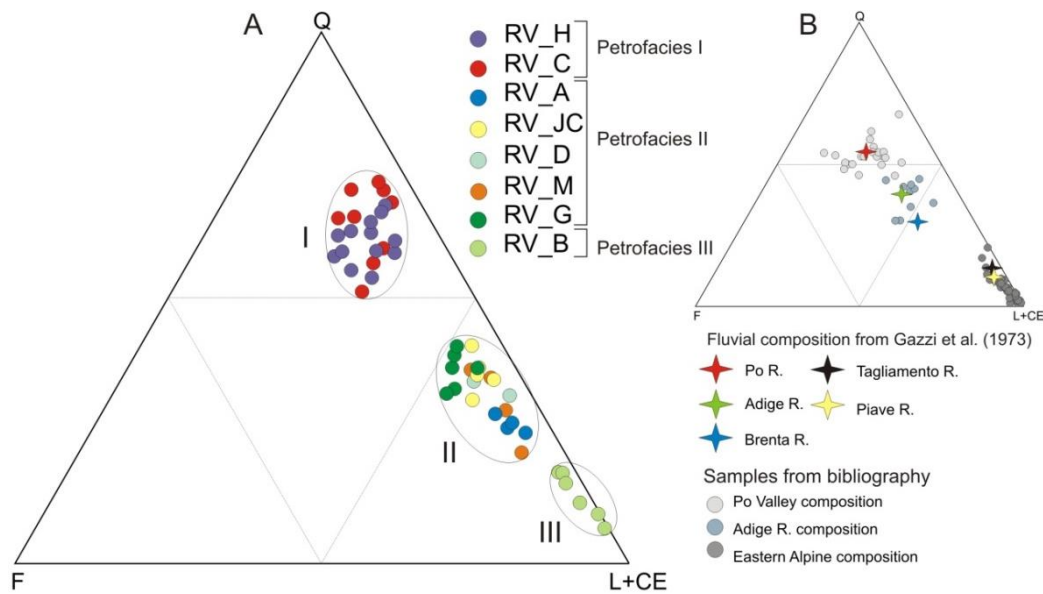 A
Q
F
L+CE
I
II
III
RV_H
RV_C
Petrofacies I
RV_A
RV_JC
RV_D
RV_M
RV_G
Petrofacies II
RV_B
Petrofacies III
B
Q
F
L+CE
Fluvial composition from Gazzi et al. (1973)
Po R.
Tagliamento R.
Adige R.
Piave R.
Brenta R.
Samples from bibliography
Po Valley composition
Adige R. composition
Eastern Alpine composition